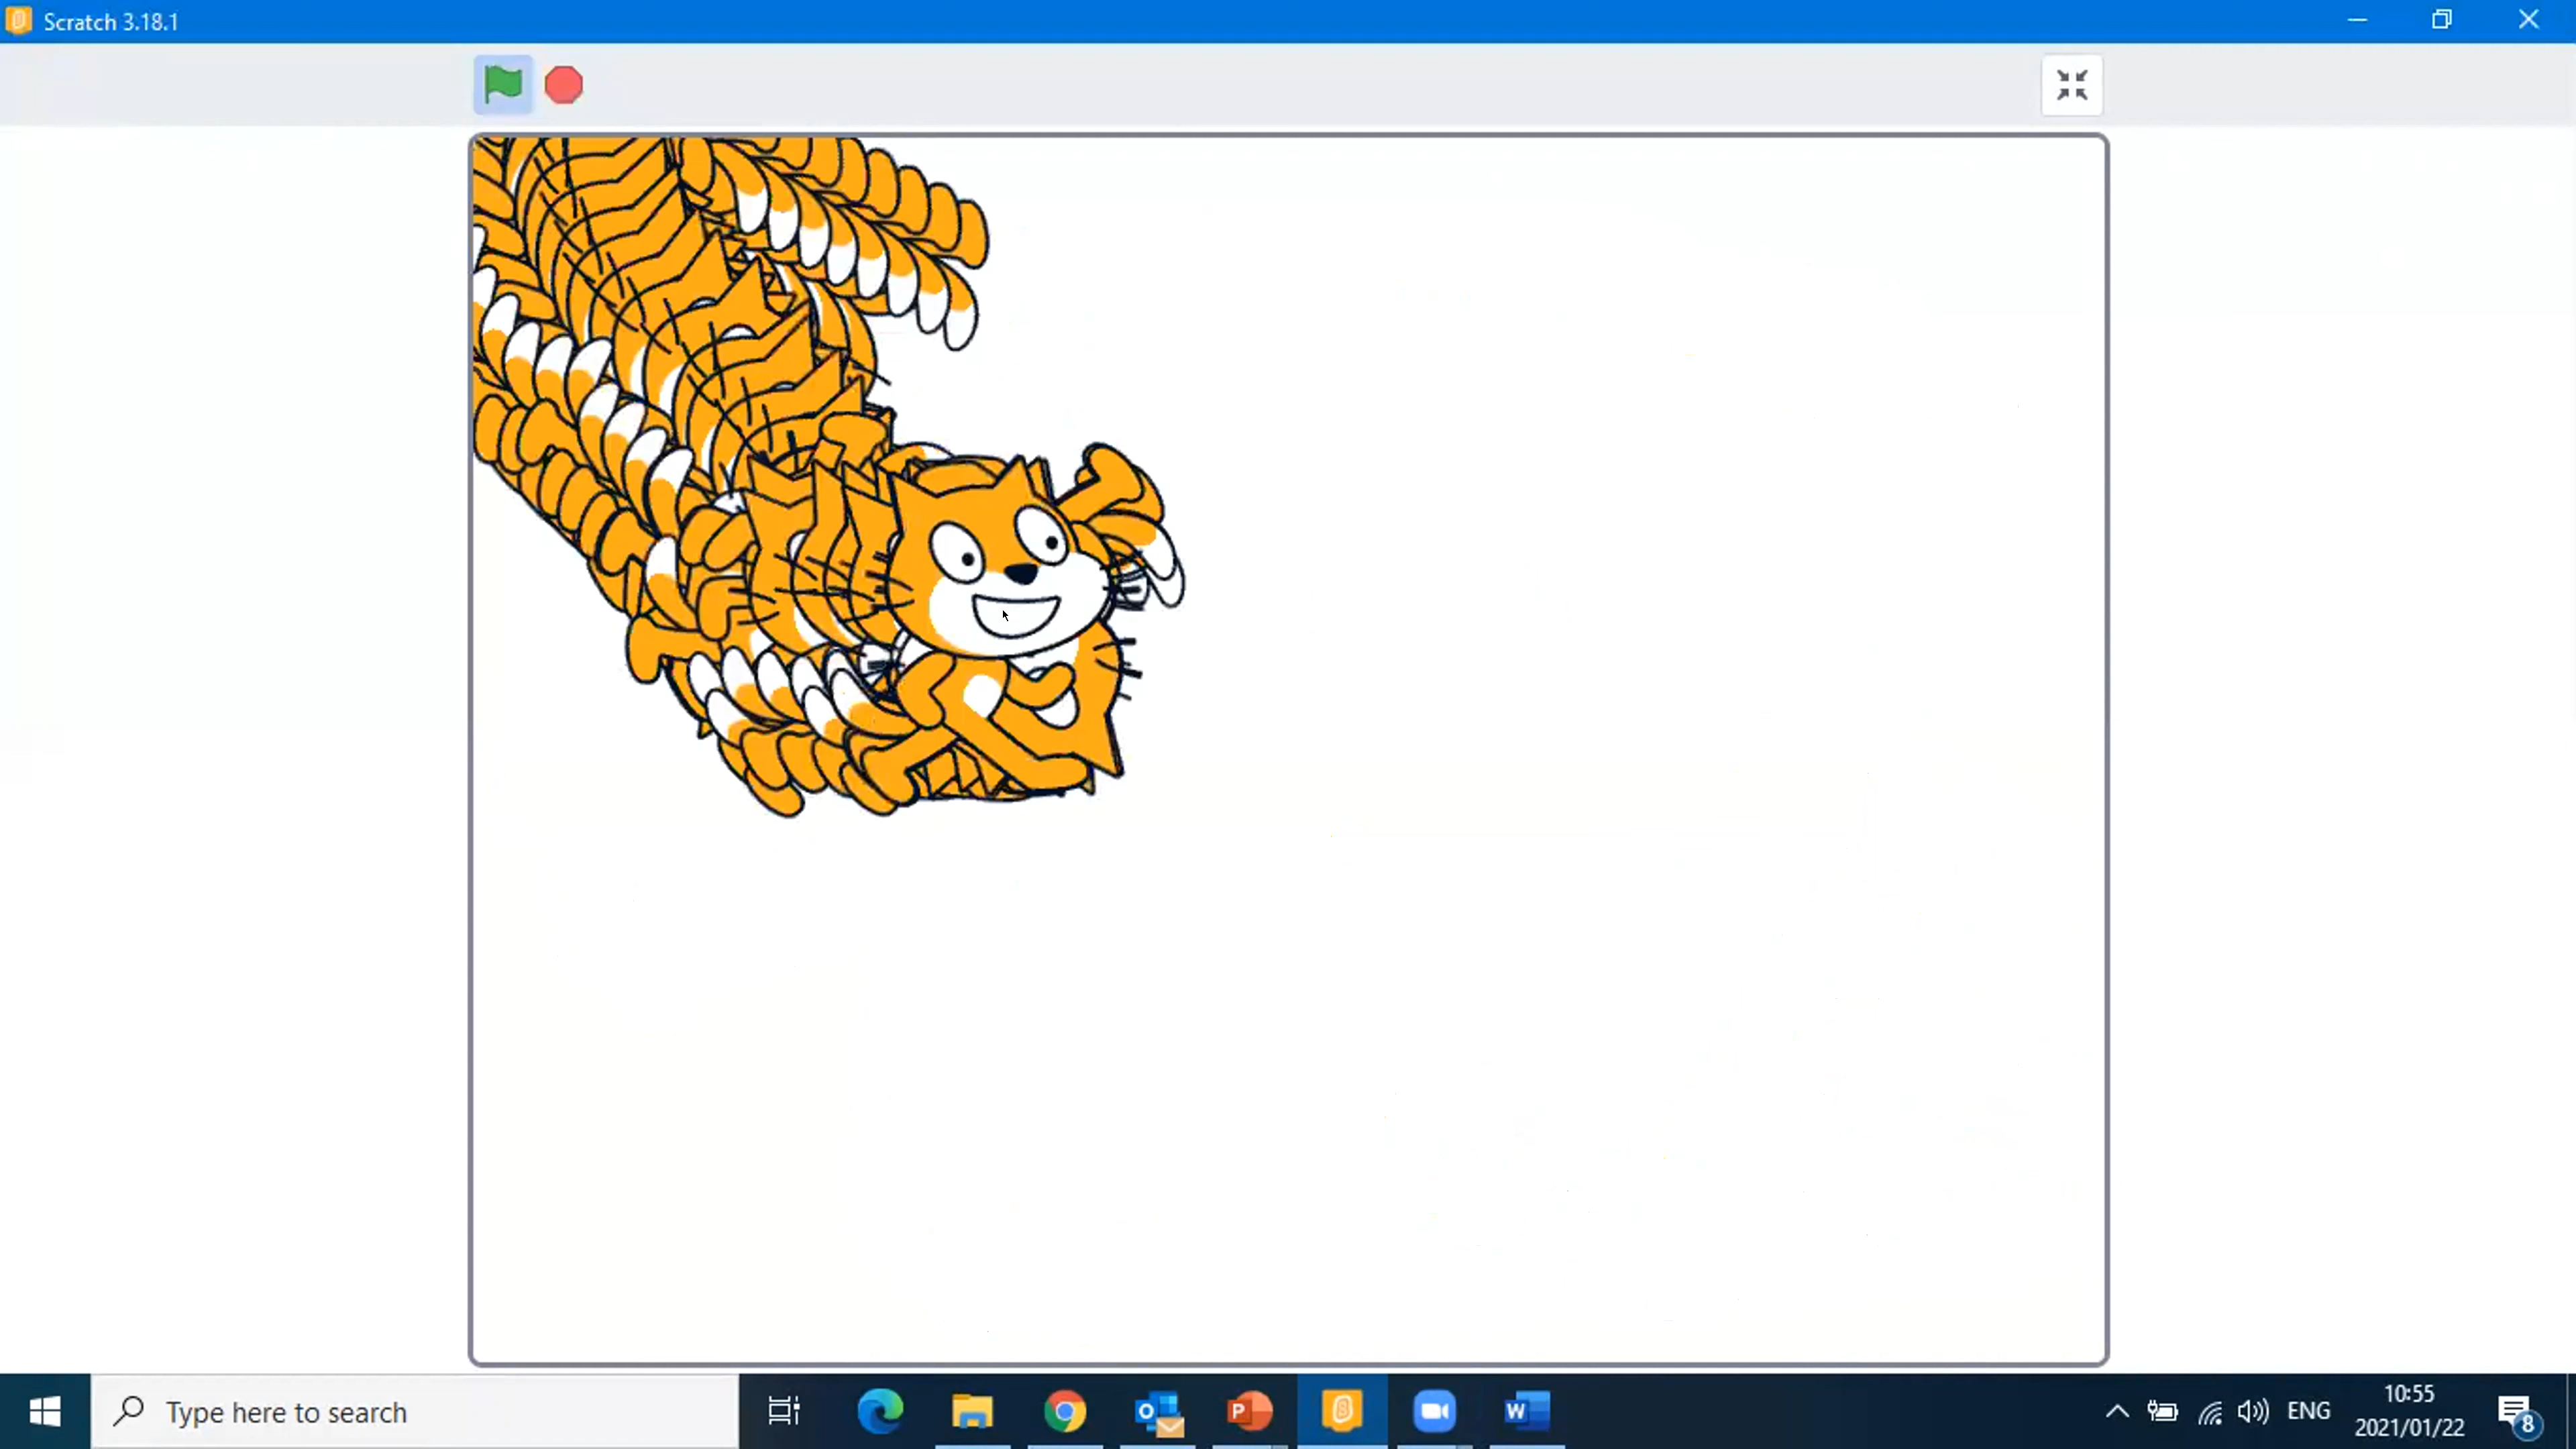 Scratch 3.18.1
Type here to search
ENG
10:55
2021/01/22
8